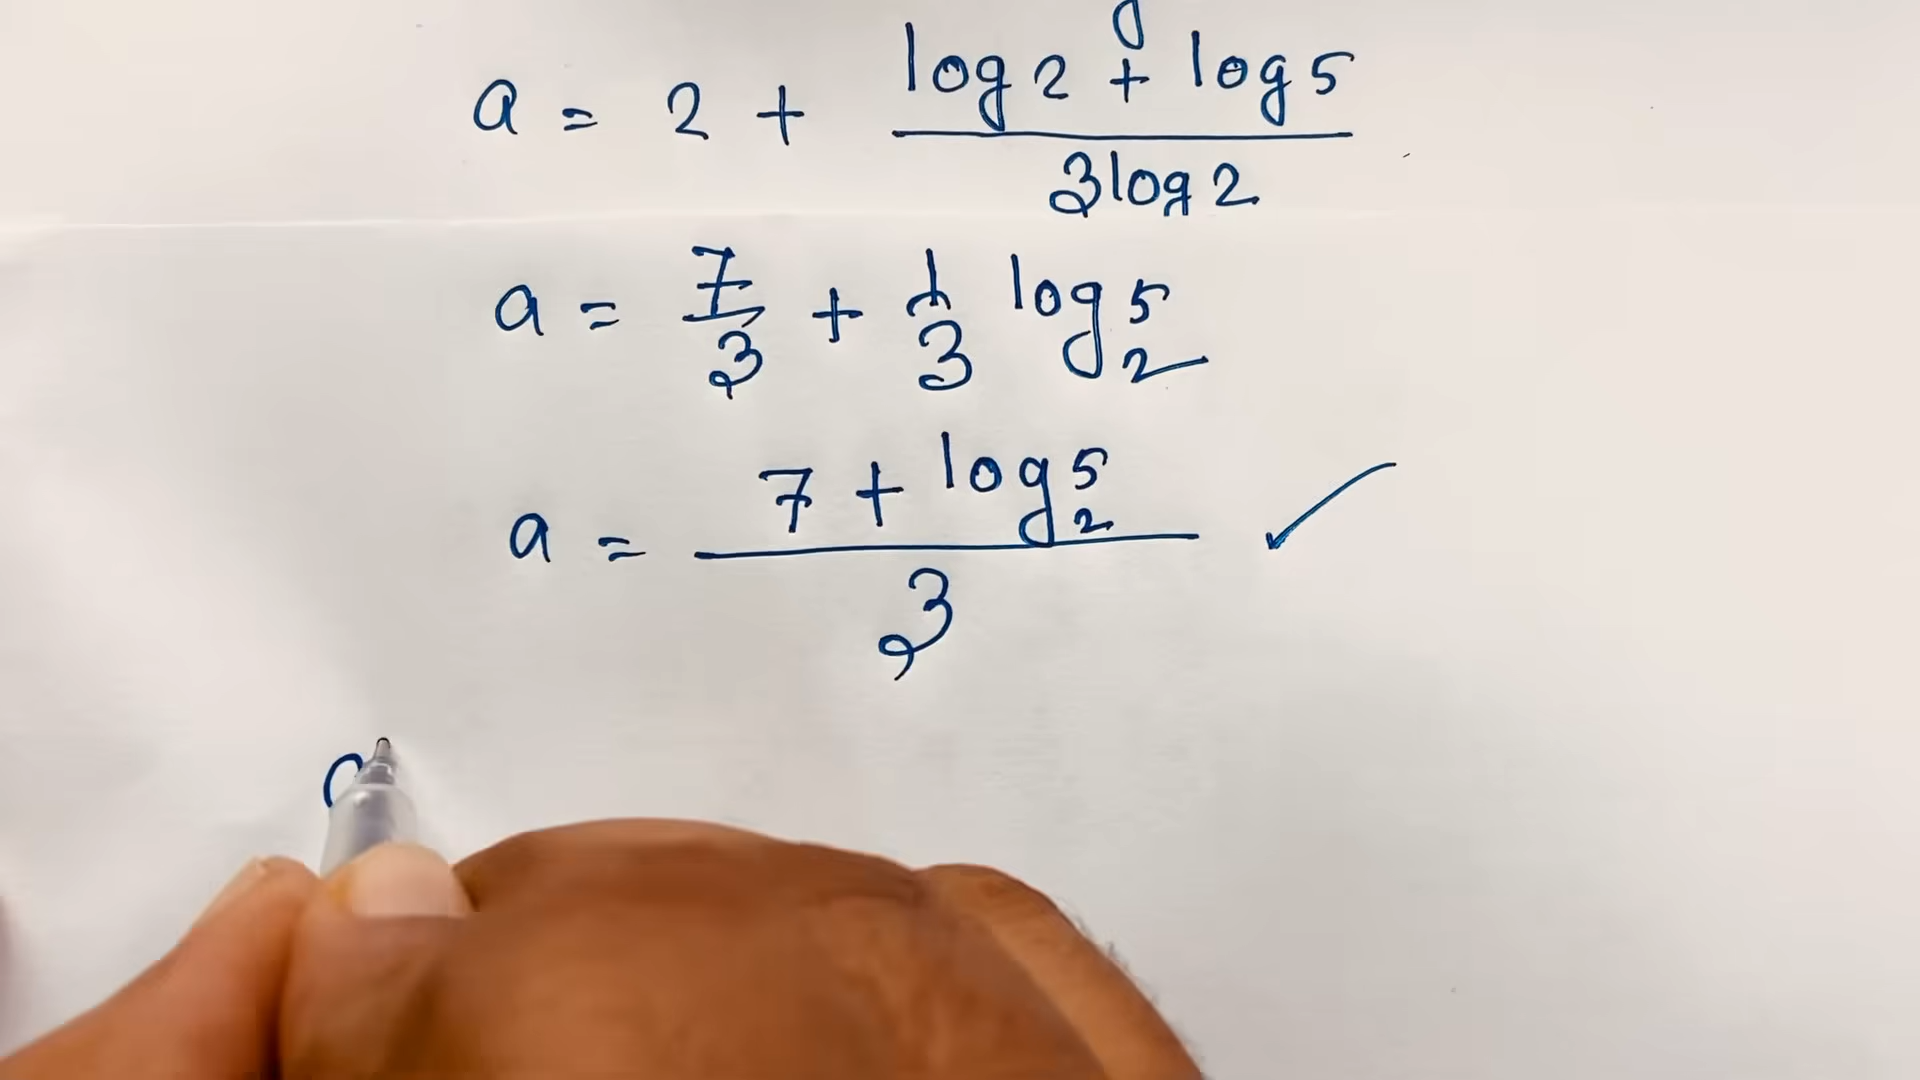 a = 2 + (log 2 + log 5) / (3 log 2)
a = 7/3 + 1/3 log₂5
a = (7 + log₂5) / 3 ✓